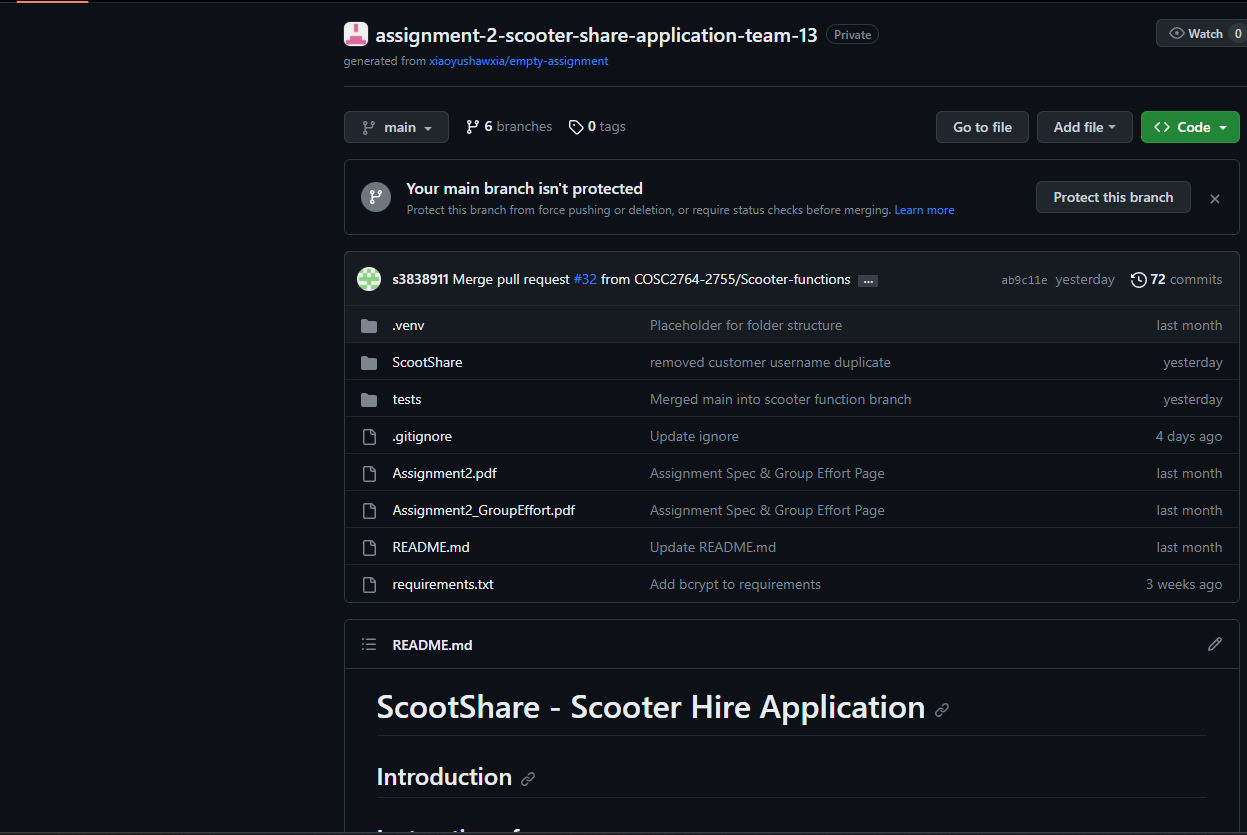 assignment-2-scooter-share-application-team-13 Private
Watch 0
generated from xiaoyushawxia/empty-assignment
main 6 branches 0 tags Go to file Add file Code
Your main branch isn't protected
Protect this branch from force pushing or deletion, or require status checks before merging. Learn more
Protect this branch
s3838911 Merge pull request #32 from COSC2764-2755/Scooter-functions ... ab9c11e yesterday 72 commits
.venv Placeholder for folder structure last month
ScootShare removed customer username duplicate yesterday
tests Merged main into scooter function branch yesterday
.gitignore Update ignore 4 days ago
Assignment2.pdf Assignment Spec & Group Effort Page last month
Assignment2_GroupEffort.pdf Assignment Spec & Group Effort Page last month
README.md Update README.md last month
requirements.txt Add bcrypt to requirements 3 weeks ago
README.md
ScootShare - Scooter Hire Application
Introduction